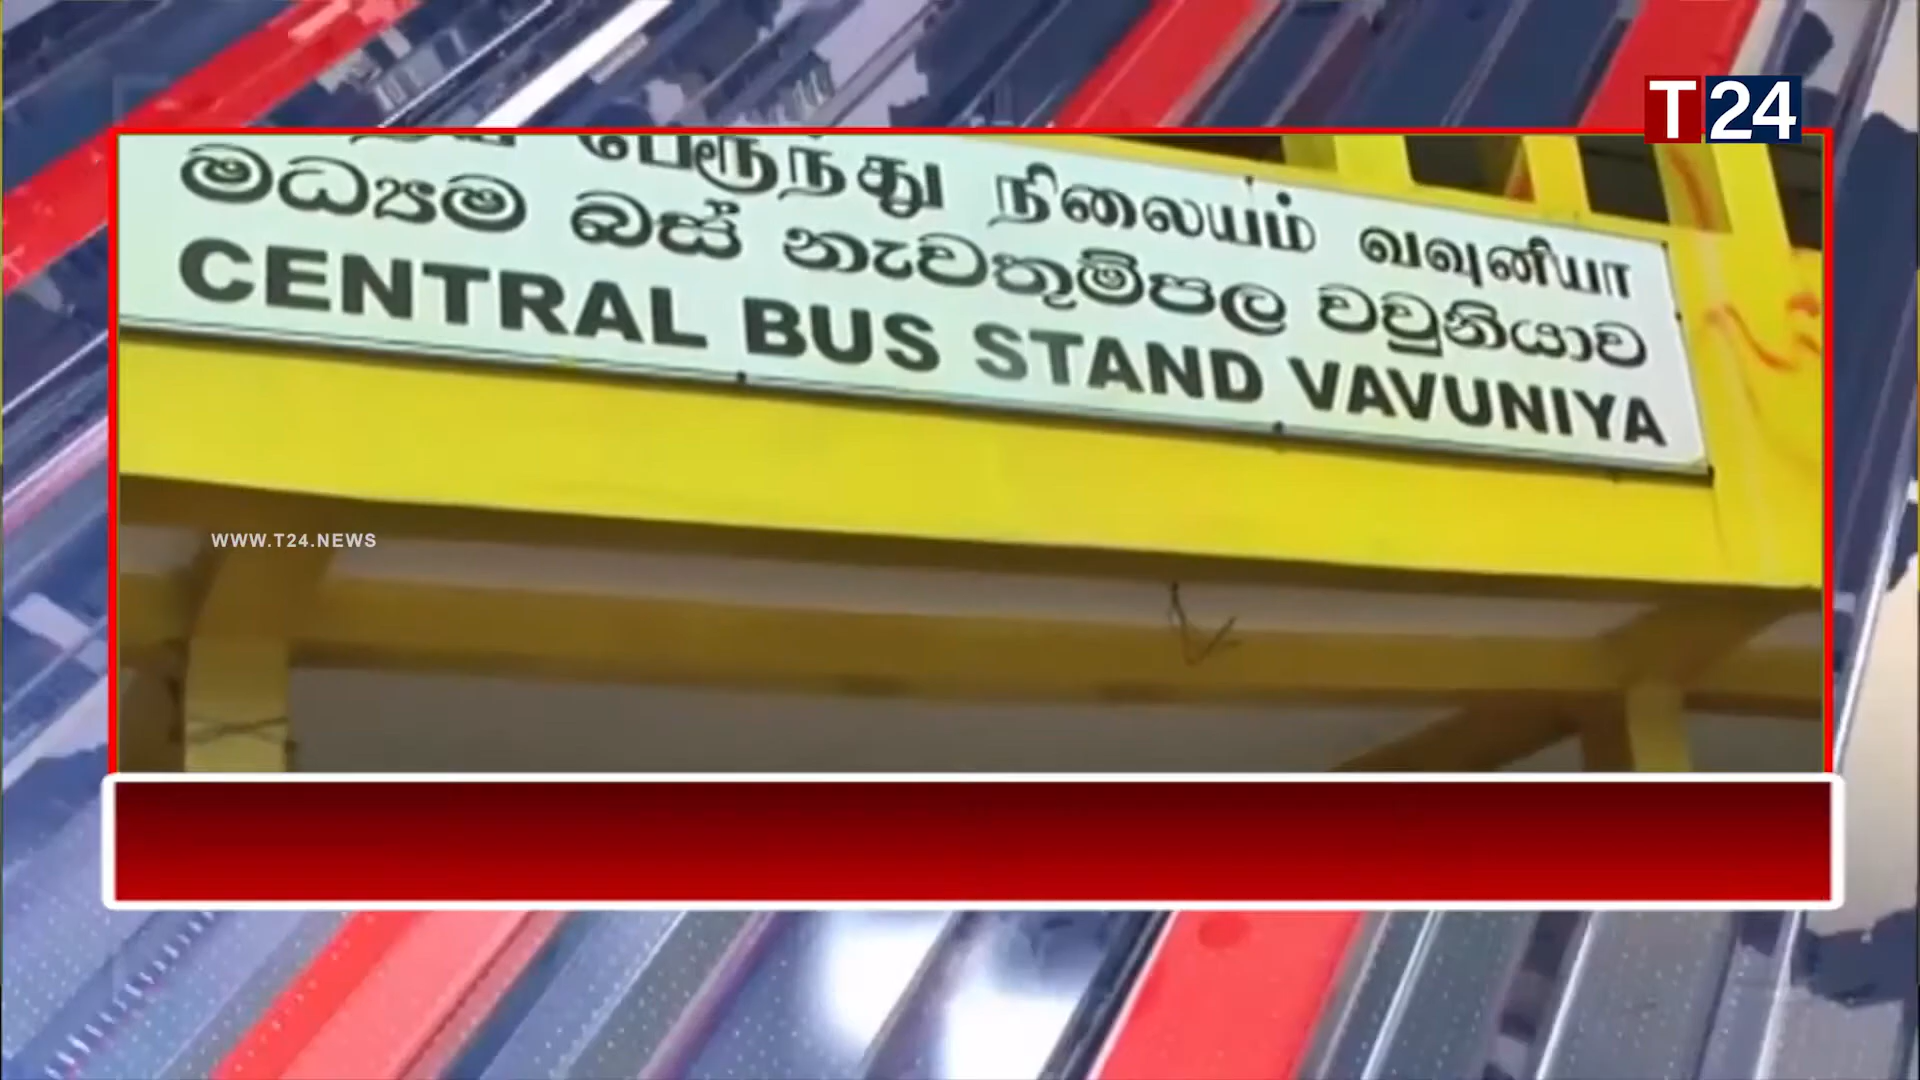 T24
பேரூந்து நிலையம் வவுனியா
මධ්‍යම බස් නැවතුම්පල වවුනියාව
CENTRAL BUS STAND VAVUNIYA
WWW.T24.NEWS